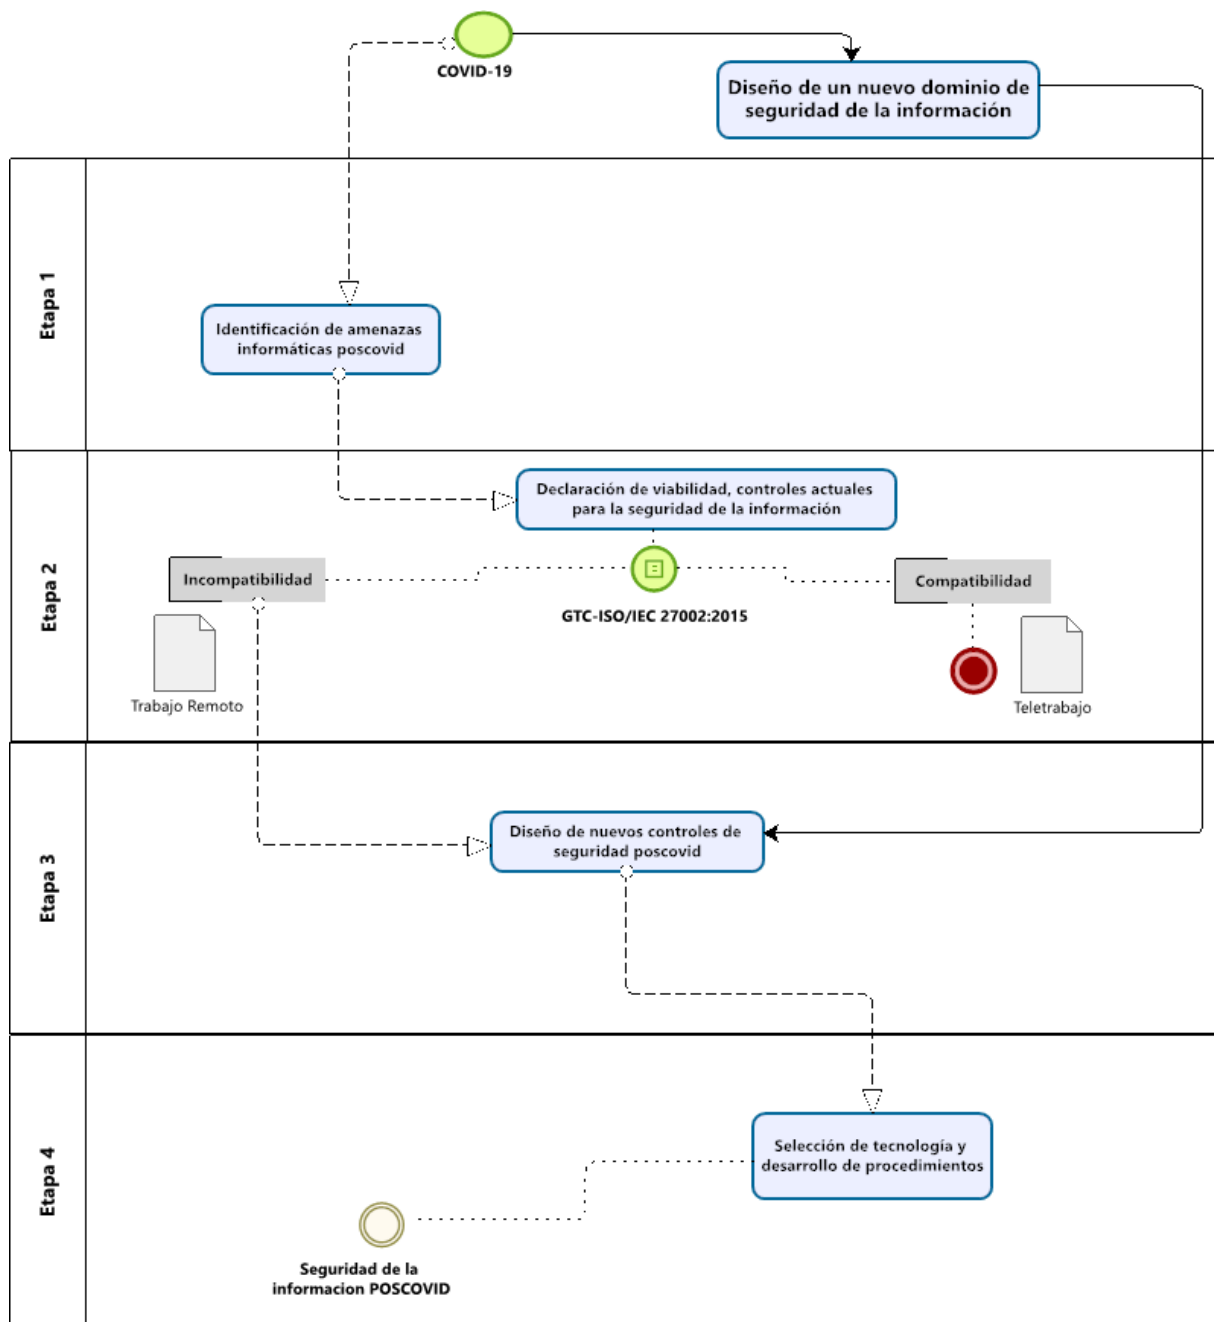 COVID-19
Diseño de un nuevo dominio de
seguridad de la información
Etapa 1
Identificación de amenazas
informáticas poscovid
Etapa 2
Declaración de viabilidad, controles actuales
para la seguridad de la información
Incompatibilidad
Compatibilidad
GTC-ISO/IEC 27002:2015
Trabajo Remoto
Teletrabajo
Etapa 3
Diseño de nuevos controles de
seguridad poscovid
Etapa 4
Selección de tecnología y
desarrollo de procedimientos
Seguridad de la
informacion POSCOVID